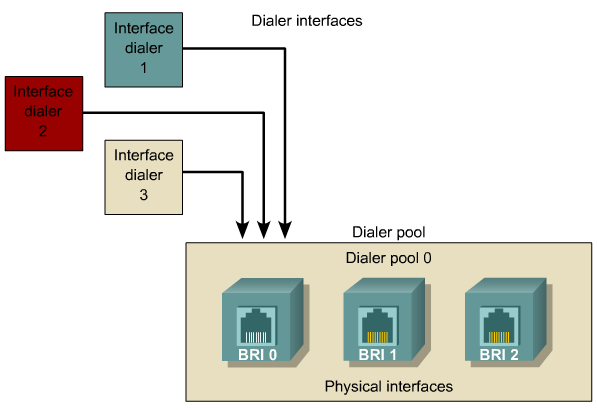 Dialer interfaces
Interface
dialer
1
Interface
dialer
2
Interface
dialer
3
Dialer pool
Dialer pool 0
BRI 0
BRI 1
BRI 2
Physical interfaces